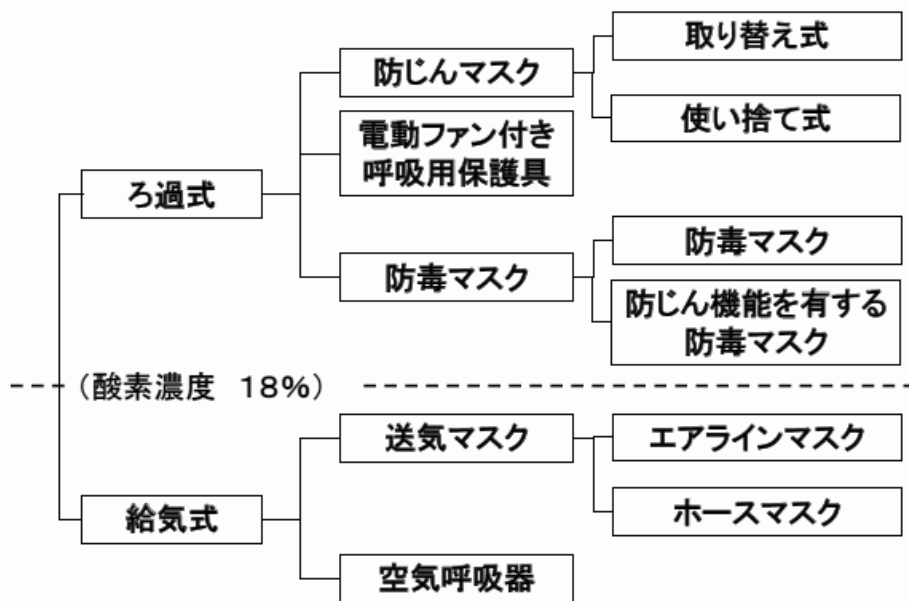 取り替え式
防じんマスク
使い捨て式
電動ファン付き
呼吸用保護具
ろ過式
防毒マスク
防毒マスク
防じん機能を有する
防毒マスク
(酸素濃度　18%)
送気マスク
エアラインマスク
ホースマスク
給気式
空気呼吸器